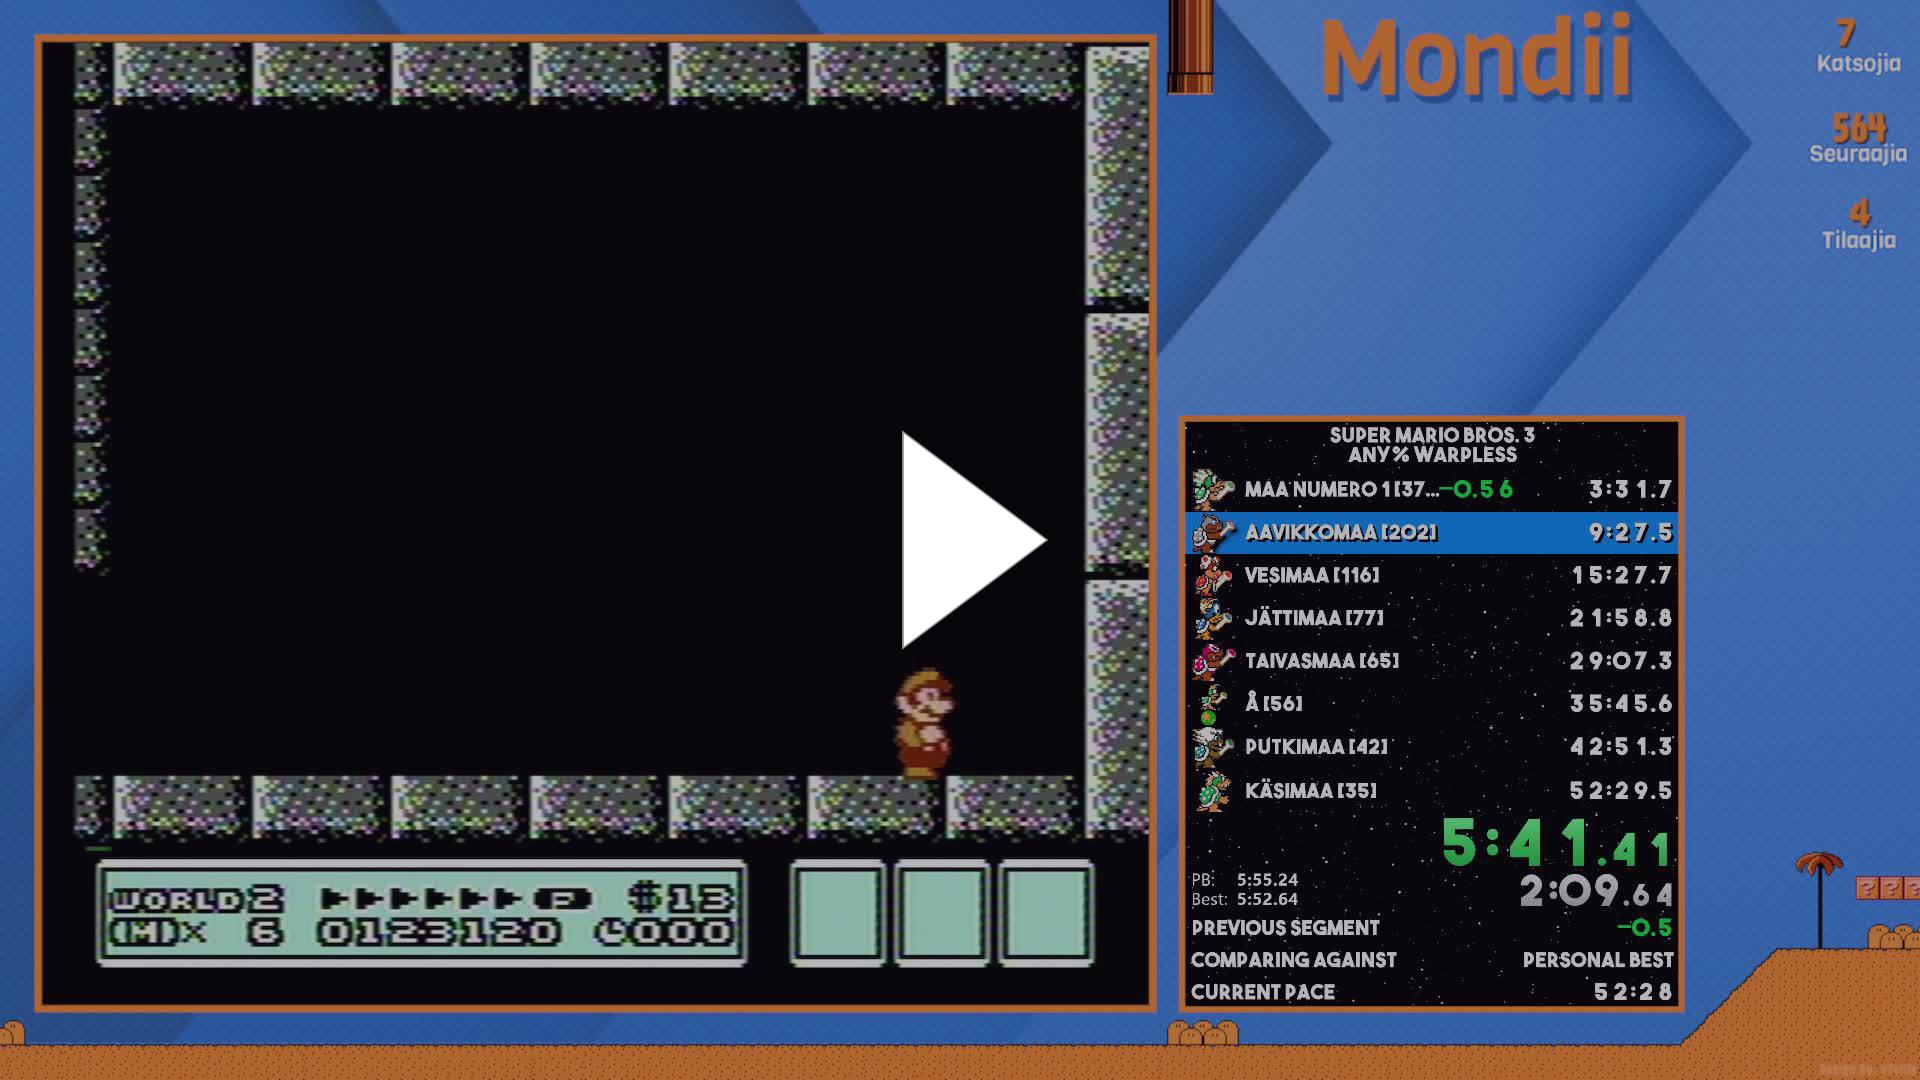 Mondii
7
Katsojia
564
Seuraajia
4
Tilaajia
SUPER MARIO BROS. 3
ANY% WARPLESS
MAA NUMERO 1 [37... -0.56 3:31.7
AAVIKKOMAA [202] 9:27.5
VESIMAA [116] 15:27.7
JÄTTIMAA [77] 21:58.8
TAIVASMAA [65] 29:07.3
Å [56] 35:45.6
PUTKIMAA [42] 42:51.3
KÄSIMAA [35] 52:29.5
5:41.41
PB: 5:55.24
Best: 5:52.64
2:09.64
PREVIOUS SEGMENT -0.5
COMPARING AGAINST PERSONAL BEST
CURRENT PACE 52:28
WORLD 2 P $13
(M)x 6 0123120 000